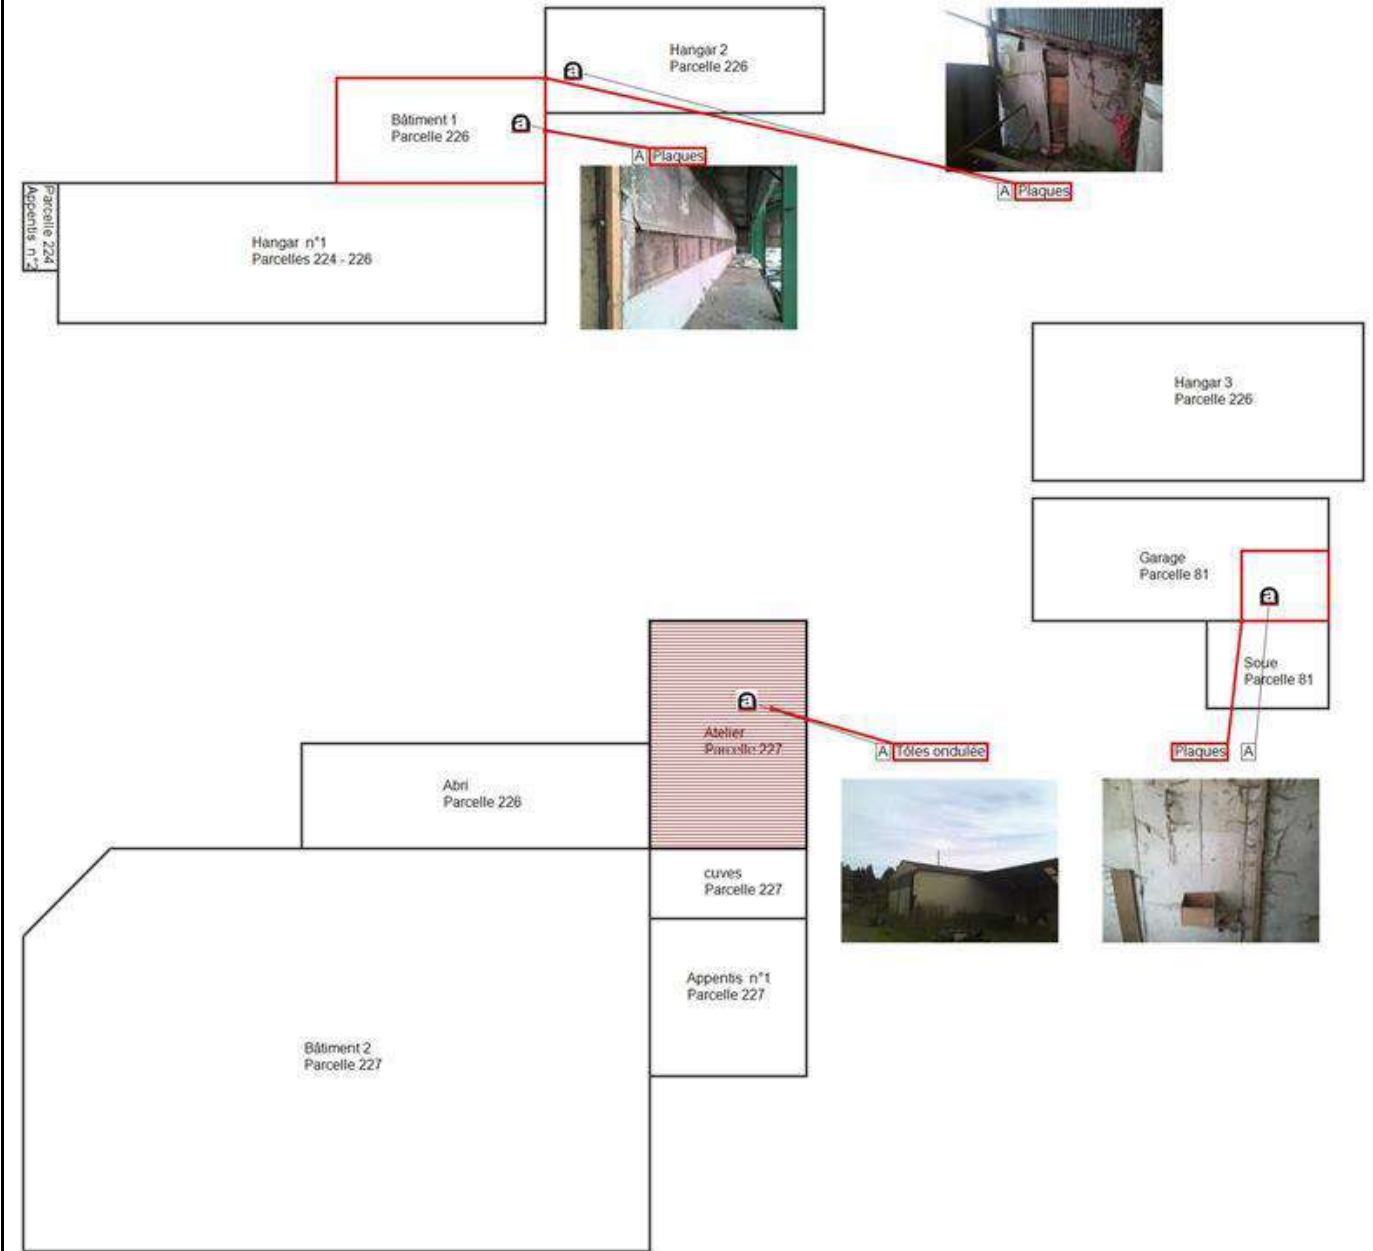 Hangar 2
Parcelle 226
a
Bâtiment 1
Parcelle 226
a
A Plaques
A Plaques
Parcelle 224
Appentis n°2
Hangar n°1
Parcelles 224 - 226
Hangar 3
Parcelle 226
Garage
Parcelle 81
a
Soue
Parcelle 81
a
Atelier
Parcelle 227
A Tôles ondulée
Plaques A
Abri
Parcelle 226
cuves
Parcelle 227
Appentis n°1
Parcelle 227
Bâtiment 2
Parcelle 227